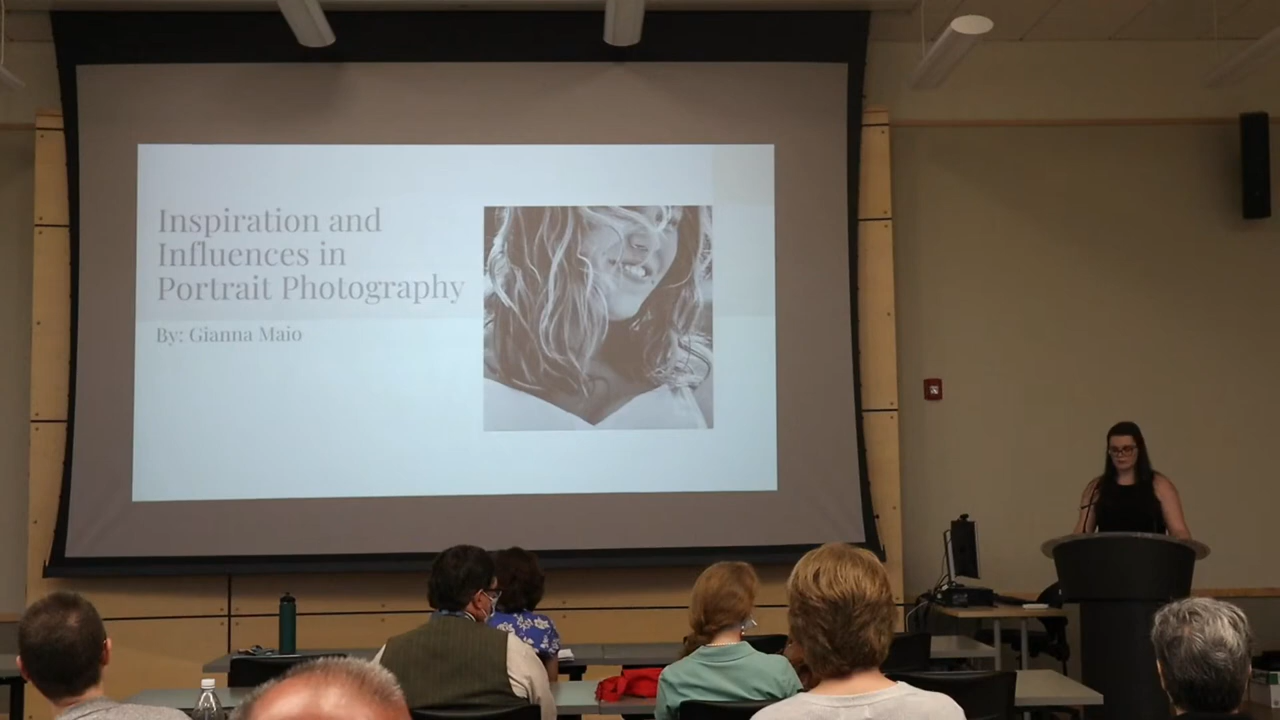 Inspiration and
Influences in
Portrait Photography
By: Gianna Maio